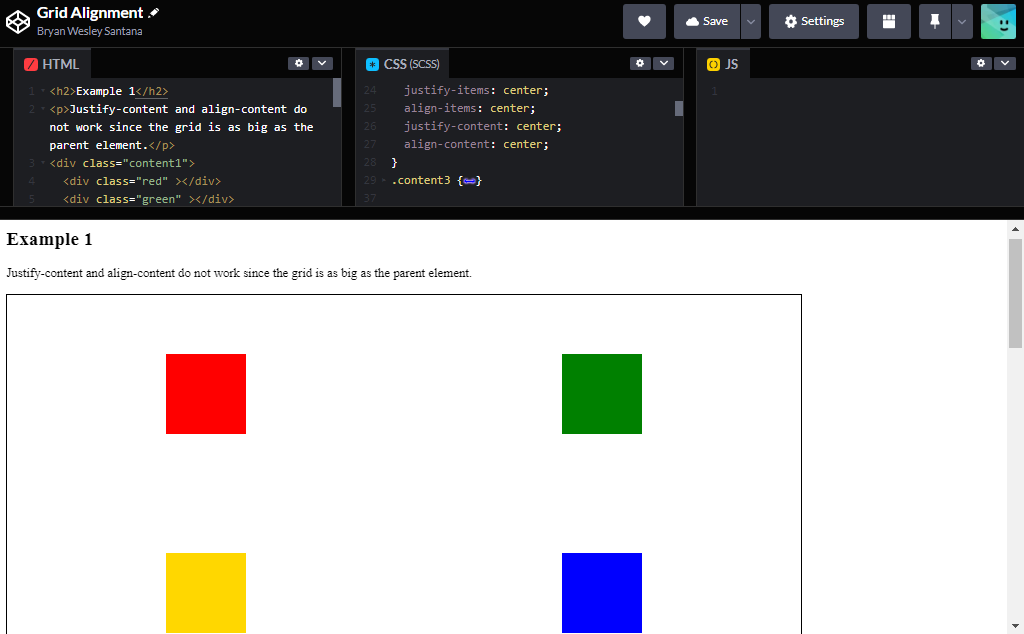 Grid Alignment
Bryan Wesley Santana
Save
Settings
HTML
1 <h2>Example 1</h2>
2 <p>Justify-content and align-content do
not work since the grid is as big as the
parent element.</p>
3 <div class="content1">
4 <div class="red" ></div>
5 <div class="green" ></div>
CSS (SCSS)
24 justify-items: center;
25 align-items: center;
26 justify-content: center;
27 align-content: center;
28 }
29 .content3 {↔}
37
JS
1
Example 1
Justify-content and align-content do not work since the grid is as big as the parent element.